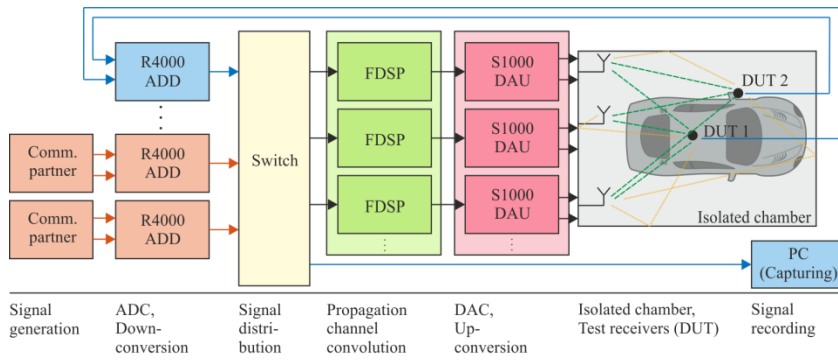 R4000
ADD
Comm.
partner
R4000
ADD
Comm.
partner
R4000
ADD
Switch
FDSP
FDSP
FDSP
S1000
DAU
S1000
DAU
S1000
DAU
DUT 2
DUT 1
Isolated chamber
PC
(Capturing)
Signal
generation
ADC,
Down-
conversion
Signal
distri-
bution
Propagation
channel
convolution
DAC,
Up-
conversion
Isolated chamber,
Test receivers (DUT)
Signal
recording